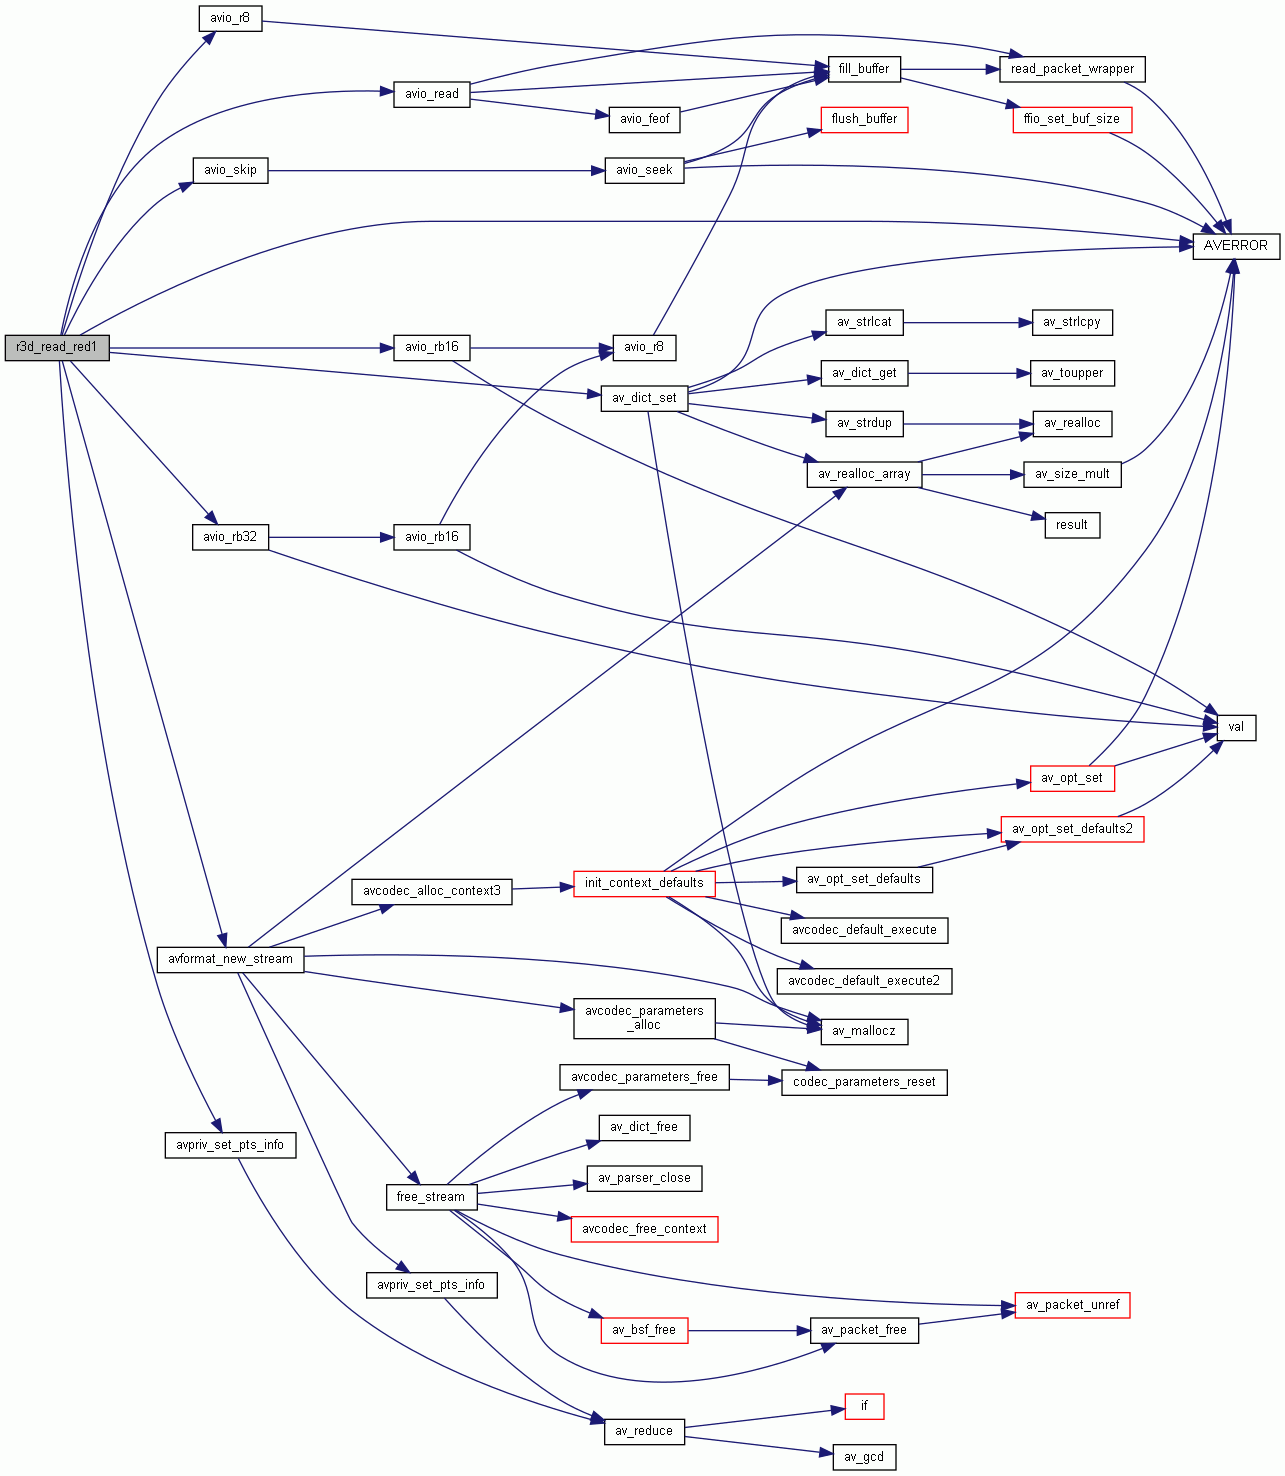 avio_r8
fill_buffer
read_packet_wrapper
avio_read
avio_feof
flush_buffer
ffio_set_buf_size
avio_skip
avio_seek
AVERROR
av_strlcat
av_strlcpy
r3d_read_red1
avio_rb16
avio_r8
av_dict_get
av_toupper
av_dict_set
av_strdup
av_realloc
av_realloc_array
av_size_mult
result
avio_rb32
avio_rb16
val
av_opt_set
av_opt_set_defaults2
avcodec_alloc_context3
init_context_defaults
av_opt_set_defaults
avcodec_default_execute
avformat_new_stream
avcodec_default_execute2
avcodec_parameters
_alloc
av_mallocz
avcodec_parameters_free
codec_parameters_reset
av_dict_free
avpriv_set_pts_info
av_parser_close
free_stream
avcodec_free_context
avpriv_set_pts_info
av_packet_unref
av_bsf_free
av_packet_free
if
av_reduce
av_gcd